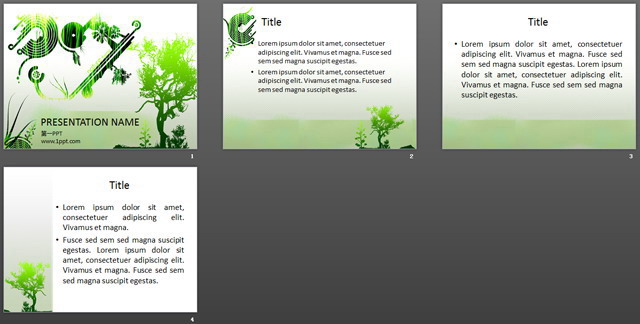 PRESENTATION NAME
第一PPT
www.1ppt.com
1
Title
Lorem ipsum dolor sit amet, consectetuer
adipiscing elit. Vivamus et magna. Fusce
sed sem sed magna suscipit egestas.
• Lorem ipsum dolor sit amet, consectetuer
adipiscing elit. Vivamus et magna. Fusce
sed sem sed magna suscipit egestas.
2
Title
• Lorem ipsum dolor sit amet, consectetuer
adipiscing elit. Vivamus et magna. Fusce sed
sem sed magna suscipit egestas. Lorem
ipsum dolor sit amet, consectetuer adipiscing
elit. Vivamus et magna. Fusce sed sem sed
magna suscipit egestas.
3
Title
• Lorem ipsum dolor sit amet,
consectetuer adipiscing elit.
Vivamus et magna.
• Fusce sed sem sed magna suscipit
egestas. Lorem ipsum dolor sit
amet, consectetuer adipiscing elit.
Vivamus et magna. Fusce sed sem
sed magna suscipit egestas.
4